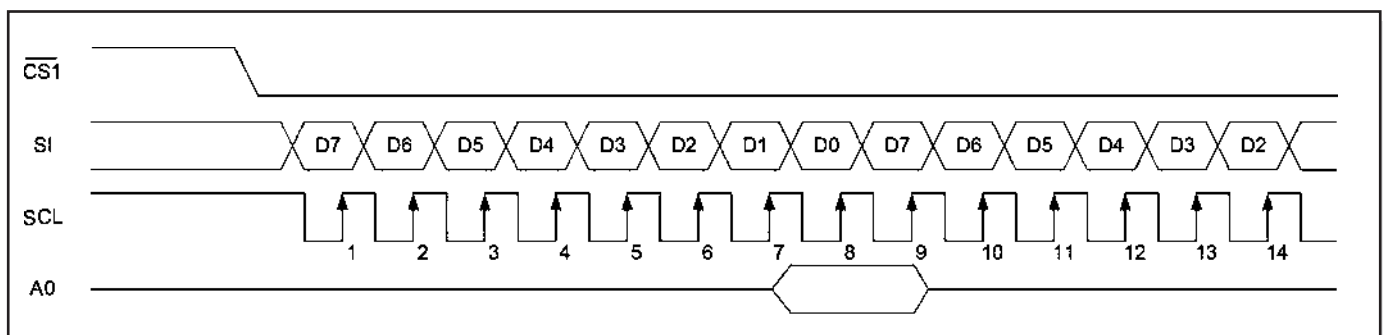 CS1
SI D7 D6 D5 D4 D3 D2 D1 D0 D7 D6 D5 D4 D3 D2
SCL
1 2 3 4 5 6 7 8 9 10 11 12 13 14
A0